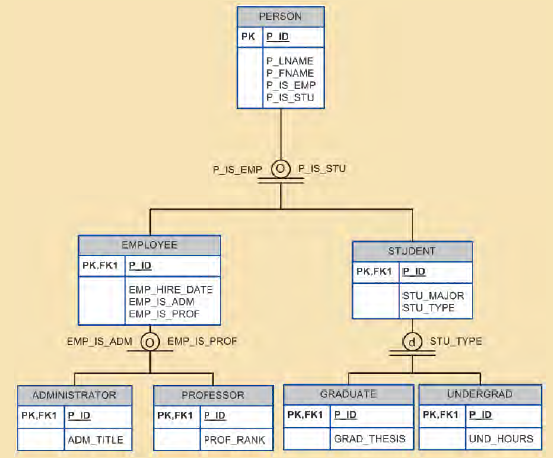 PERSON
PK P_ID
P_LNAME
P_FNAME
P_IS_EMP
P_IS_STU
P_IS_EMP O P_IS_STU
EMPLOYEE
PK,FK1 P_ID
EMP_HIRE_DATE
EMP_IS_ADM
EMP_IS_PROF
STUDENT
PK,FK1 P_ID
STU_MAJOR
STU_TYPE
EMP_IS_ADM O EMP_IS_PROF
d STU_TYPE
ADMINISTRATOR
PK,FK1 P_ID
ADM_TITLE
PROFESSOR
PK,FK1 P_ID
PROF_RANK
GRADUATE
PK,FK1 P_ID
GRAD_THESIS
UNDERGRAD
PK,FK1 P_ID
UND_HOURS